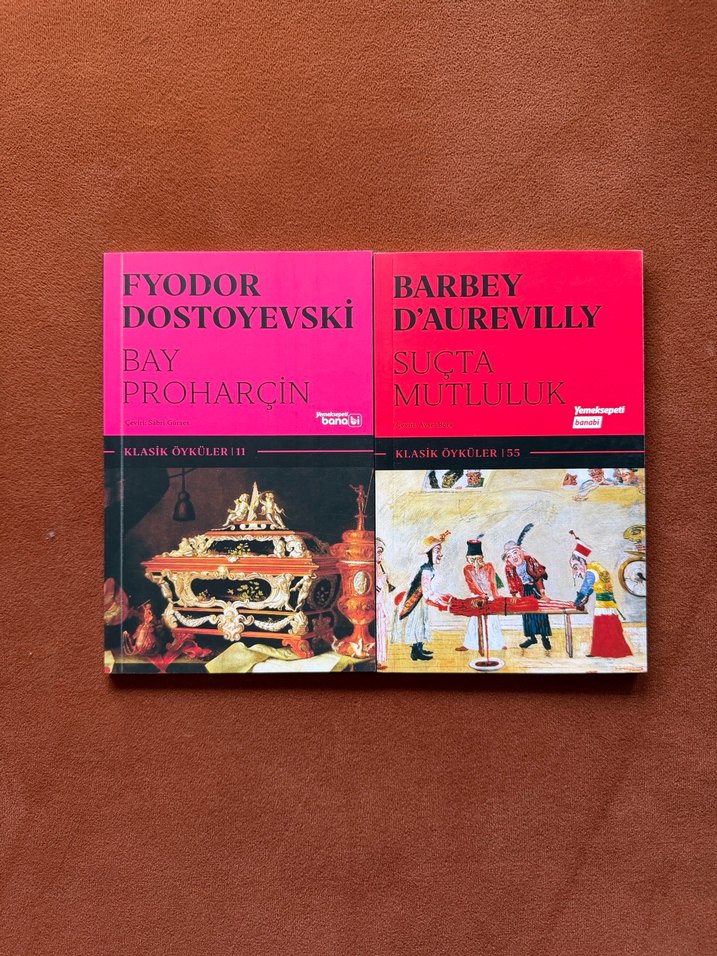 FYODOR
DOSTOYEVSKİ
BAY
PROHARÇİN
Çeviri: Sabri Gürses
Yemeksepeti
banabi
KLASİK ÖYKÜLER | 11
BARBEY
D'AUREVILLY
SUÇTA
MUTLULUK
Yemeksepeti
banabi
KLASİK ÖYKÜLER | 55